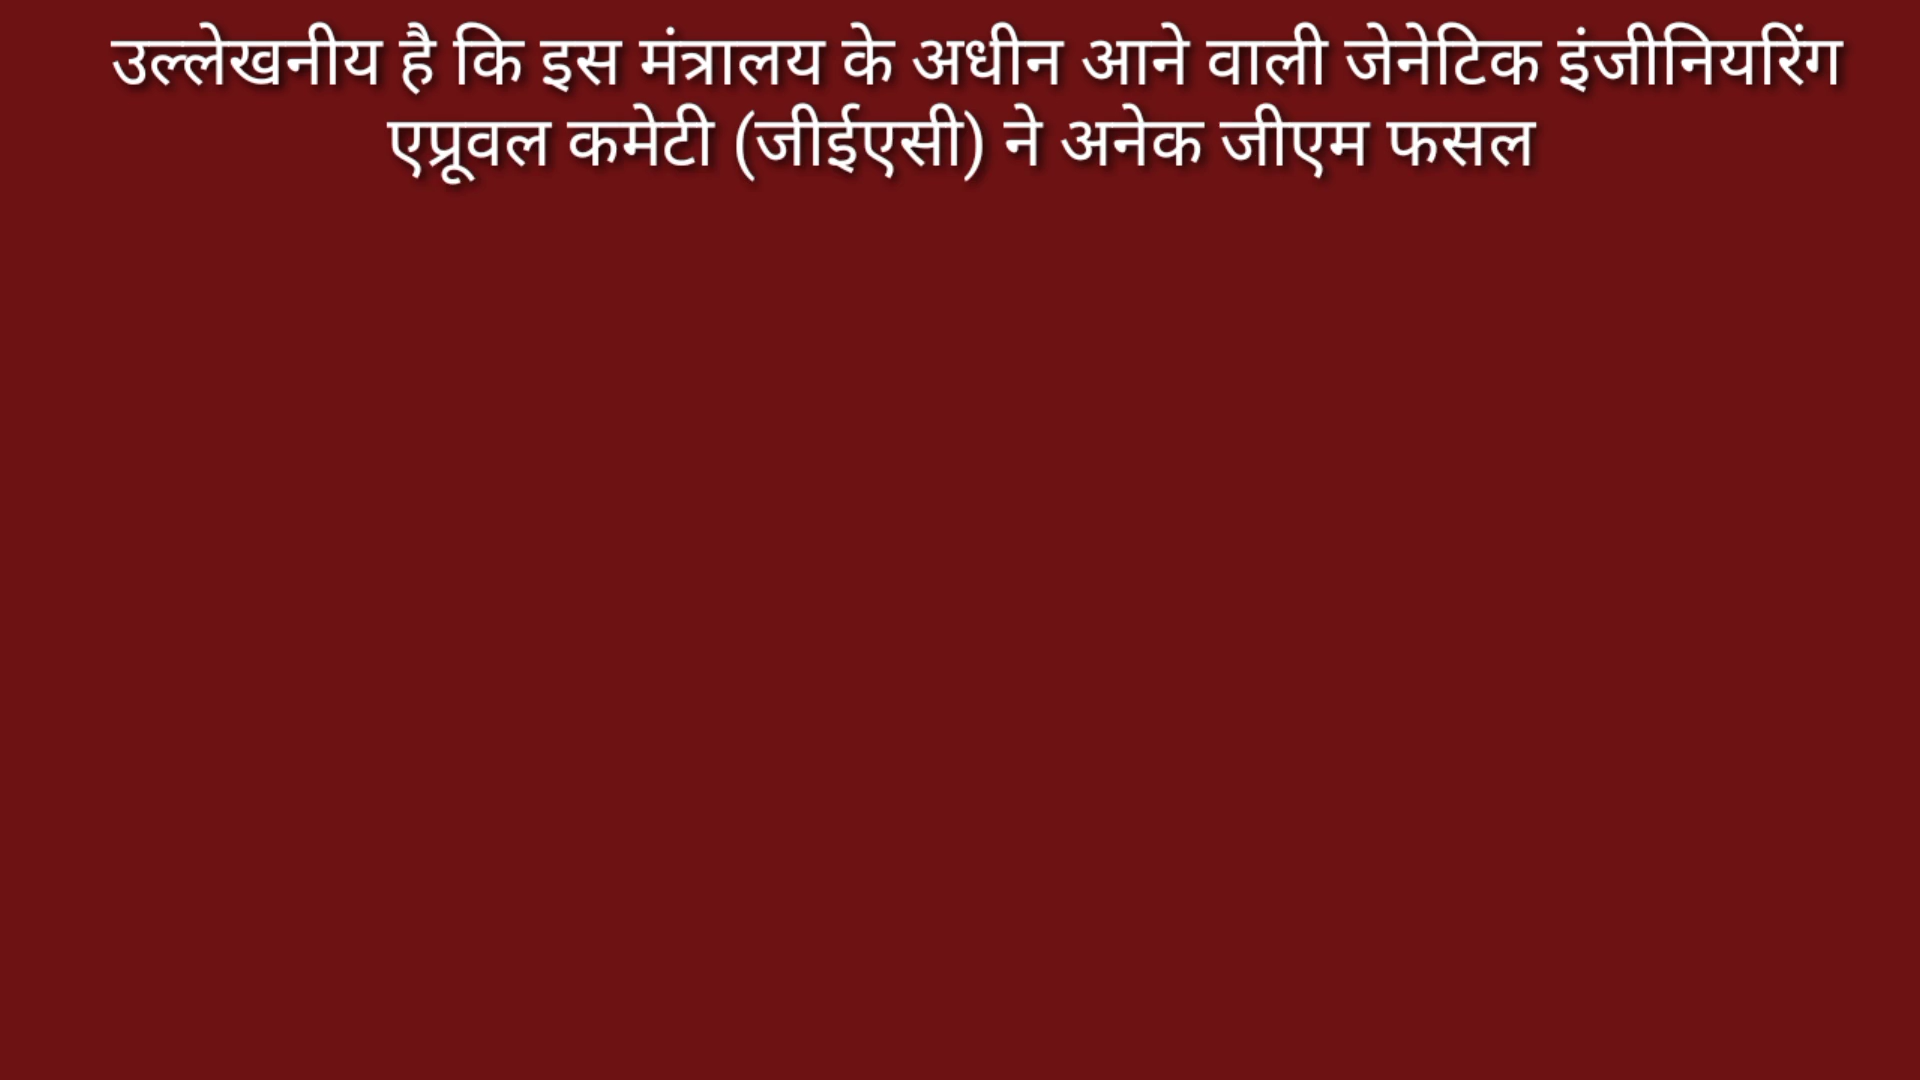 उल्लेखनीय है कि इस मंत्रालय के अधीन आने वाली जेनेटिक इंजीनियरिंग
एप्रूवल कमेटी (जीईएसी) ने अनेक जीएम फसल